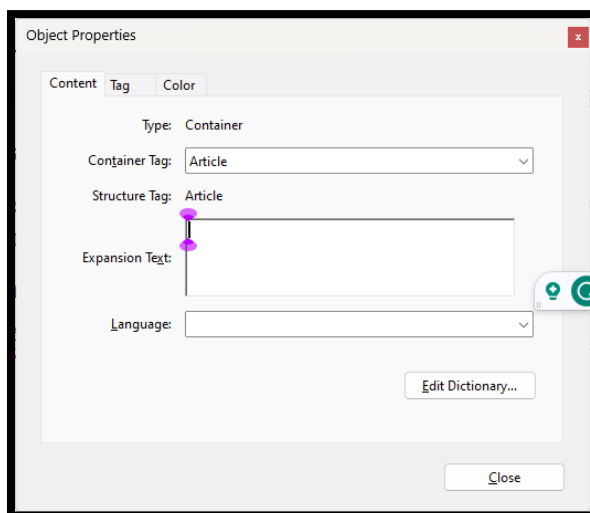 Object Properties
x
Content Tag Color
Type: Container
Container Tag: Article
Structure Tag: Article
Expansion Text:
Language:
Edit Dictionary...
Close